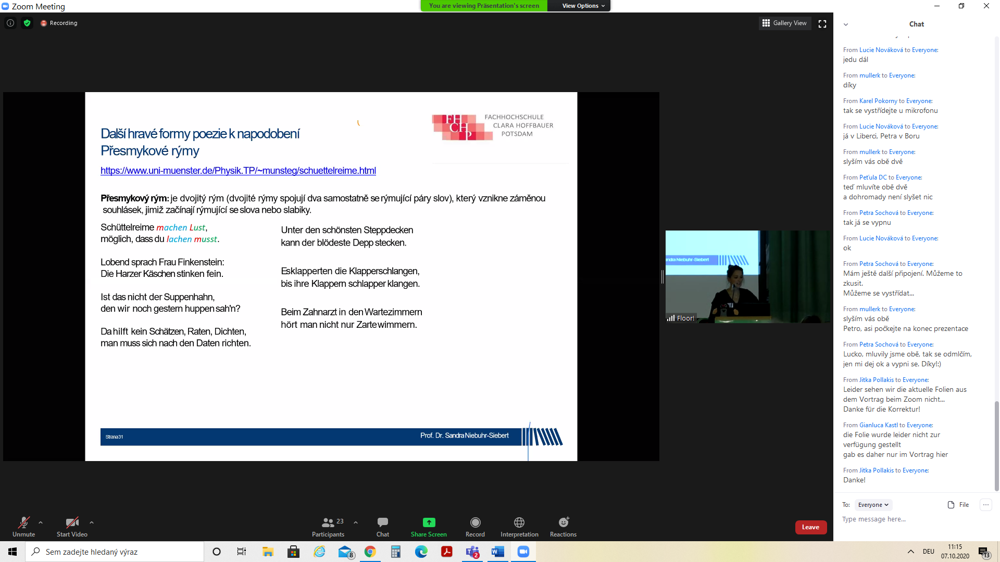 Zoom Meeting
You are viewing Präsentation's screen
View Options
Recording
Gallery View
Další hravé formy poezie k napodobení
Přesmykové rýmy
https://www.uni-muenster.de/Physik.TP/~munsteg/schuettelreime.html
FH
CH
P
FACHHOCHSCHULE
CLARA HOFFBAUER
POTSDAM
Přesmykový rým: je dvojitý rým (dvojité rýmy spojují dva samostatně se rýmující páry slov), který vznikne záměnou
souhlásek, jimiž začínají rýmující se slova nebo slabiky.
Schüttelreime machen Lust,
möglich, dass du lachen musst.
Lobend sprach Frau Finkenstein:
Die Harzer Käschen stinken fein.
Ist das nicht der Suppenhahn,
den wir noch gestern huppen sah'n?
Da hilft kein Schätzen, Raten, Dichten,
man muss sich nach den Daten richten.
Unter den schönsten Steppdecken
kann der blödeste Depp stecken.
Es klapperten die Klapperschlangen,
bis ihre Klappern schlapper klangen.
Beim Zahnarzt in den Wartezimmern
hört man nicht nur Zarte wimmern.
Strana 31
Prof. Dr. Sandra Niebuhr-Siebert
andra Niebuhr-Siebert
Floor!
Chat
From Lucie Nováková to Everyone:
jedu dál
From mullerk to Everyone:
díky
From Karel Pokorny to Everyone:
tak se vystřídejte u mikrofonu
From Lucie Nováková to Everyone:
já v Liberci, Petra v Boru
From mullerk to Everyone:
slyším vás obě dvě
From Peťula DC to Everyone:
teď mluvíte obě dvě
a dohromady není slyšet nic
From Petra Sochová to Everyone:
tak já se vypnu
From Lucie Nováková to Everyone:
ok
From Petra Sochová to Everyone:
Mám ještě další připojení. Můžeme to
zkusit.
Můžeme se vystřídat...
From mullerk to Everyone:
slyším vás obě
Petro, asi počkejte na konec prezentace
From Petra Sochová to Everyone:
Lucko, mluvily jsme obě, tak se odmlčím,
jen mi dej ok a vypni se. Díky!:)
From Jitka Pollakis to Everyone:
Leider sehen wir die aktuelle Folien aus
dem Vortrag beim Zoom nicht...
Danke für die Korrektur!
From Gianluca Kastl to Everyone:
die Folie wurde leider nicht zur
verfügung gestellt
gab es daher nur im Vortrag hier
From Jitka Pollakis to Everyone:
Danke!
To: Everyone
File
Type message here...
Unmute
Start Video
23
Participants
Chat
Share Screen
Record
Interpretation
Reactions
Leave
Sem zadejte hledaný výraz
8
2
DEU
11:15
07.10.2020
13